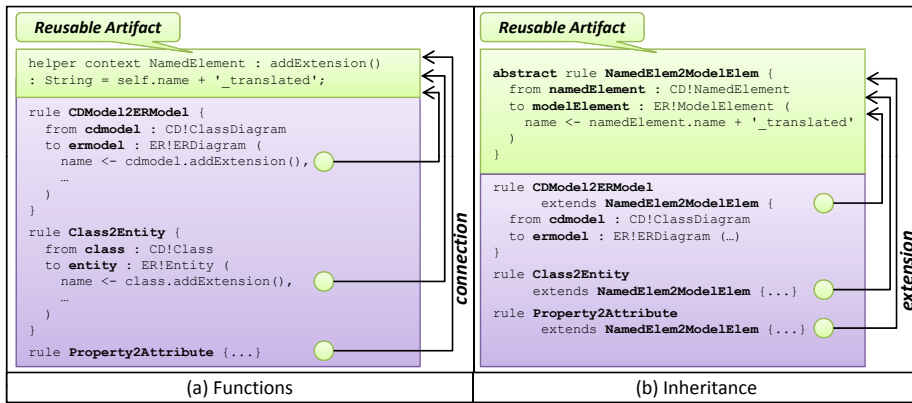 Reusable Artifact
helper context NamedElement : addExtension()
: String = self.name + '_translated';
rule CDModel2ERModel {
from cdmodel : CD!ClassDiagram
to ermodel : ER!ERDiagram (
name <- cdmodel.addExtension(),
…
)
}
rule Class2Entity {
from class : CD!Class
to entity : ER!Entity (
name <- class.addExtension(),
…
)
}
rule Property2Attribute {...}
connection
(a) Functions
Reusable Artifact
abstract rule NamedElem2ModelElem {
from namedElement : CD!NamedElement
to modelElement : ER!ModelElement (
name <- namedElement.name + '_translated'
)
}
rule CDModel2ERModel
extends NamedElem2ModelElem {
from cdmodel : CD!ClassDiagram
to ermodel : ER!ERDiagram (…)
}
rule Class2Entity
extends NamedElem2ModelElem {...}
rule Property2Attribute
extends NamedElem2ModelElem {...}
extension
(b) Inheritance